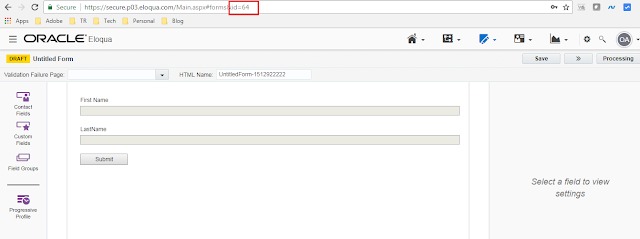 Secure https://secure.p03.eloqua.com/Main.aspx#forms&id=64
Apps Adobe TR Tech Personal Blog
ORACLE Eloqua OA
DRAFT Untitled Form Save Processing
Validation Failure Page: HTML Name: UntitledForm-1512922222
Contact
Fields
Custom
Fields
Field Groups
Progressive
Profile
First Name
LastName
Submit
Select a field to view
settings